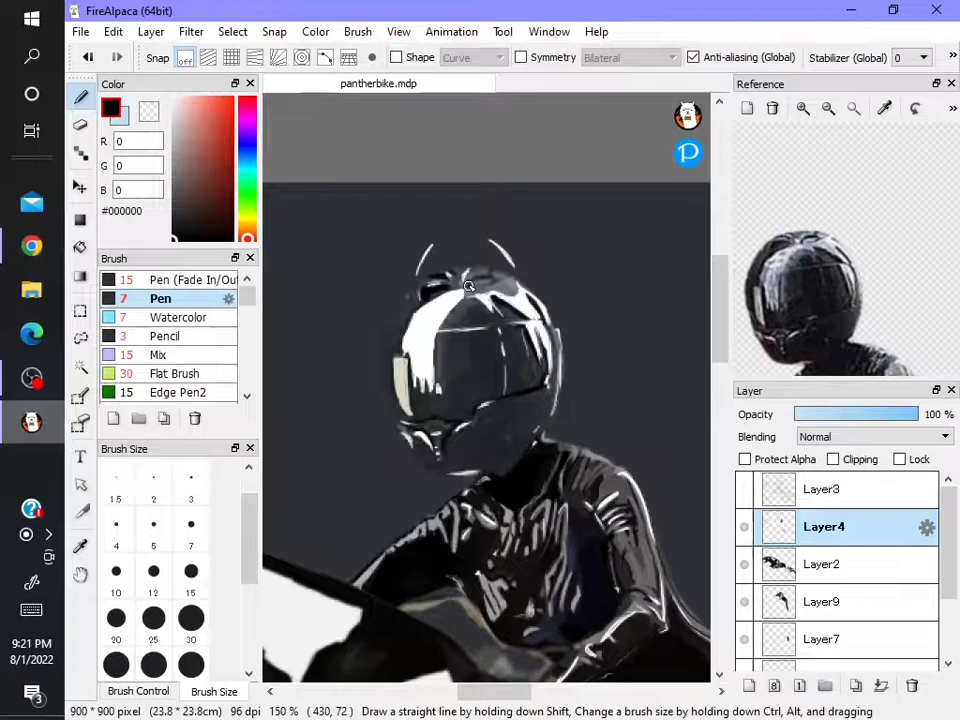 FireAlpaca (64bit)
File Edit Layer Filter Select Snap Color Brush View Animation Tool Window Help
Snap off Shape Curve Symmetry Bilateral Anti-aliasing (Global) Stabilizer (Global) 0
Color
R 0
G 0
B 0
#000000
pantherbike.mdp
Reference
Brush
15 Pen (Fade In/Out
7 Pen
7 Watercolor
3 Pencil
15 Mix
30 Flat Brush
15 Edge Pen2
Brush Size
1.5 2 3
4 5 7
10 12 15
20 25 30
Brush Control Brush Size
Layer
Opacity 100 %
Blending Normal
Protect Alpha Clipping Lock
Layer3
Layer4
Layer2
Layer9
Layer7
9:21 PM
8/1/2022
3
900 * 900 pixel (23.8 * 23.8cm) 96 dpi 150 % ( 430, 72 ) Draw a straight line by holding down Shift, Change a brush size by holding down Ctrl, Alt, and dragging